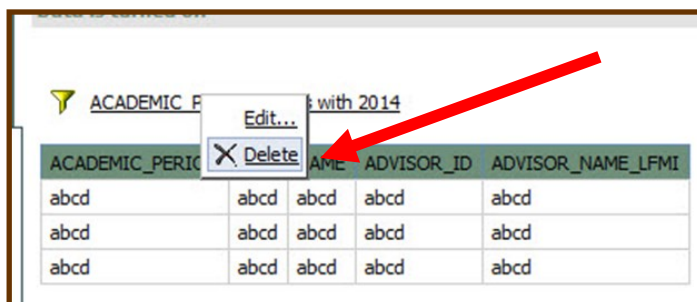 ACADEMIC P s with 2014
Edit...
Delete
ACADEMIC_PERIO AME ADVISOR_ID ADVISOR_NAME_LFMI
abcd abcd abcd abcd abcd
abcd abcd abcd abcd abcd
abcd abcd abcd abcd abcd